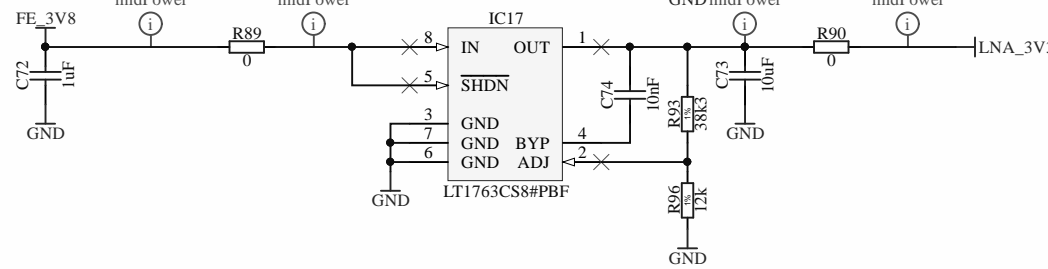 FE_3V8
i
R89
0
i
IC17
GND
i
R90
0
i
LNA_3V
C72
1uF
GND
8
IN
OUT
1
5
SHDN
3
GND
7
GND
BYP
4
6
GND
ADJ
2
GND
LT1763CS8#PBF
C74
10nF
R93
1%
38k3
C73
10uF
GND
R96
1%
12k
GND